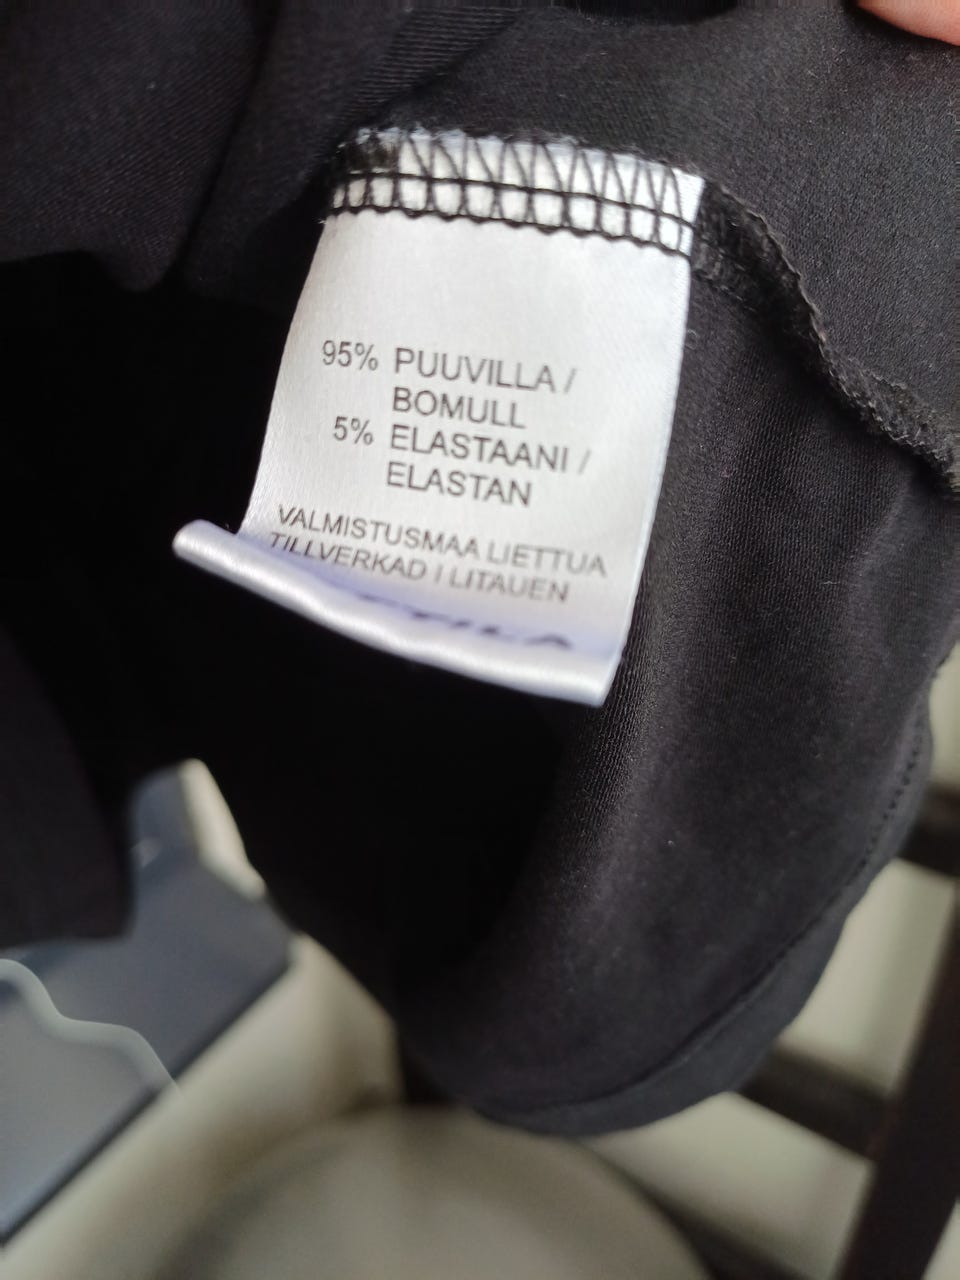 95% PUUVILLA /
BOMULL
5% ELASTAANI /
ELASTAN
VALMISTUSMAA LIETTUA
TILLVERKAD I LITAUEN